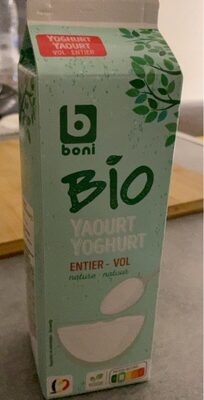 YOGHURT
YAOURT
VOL - ENTIER
boni
BIO
YAOURT
YOGHURT
ENTIER - VOL
nature - natuur